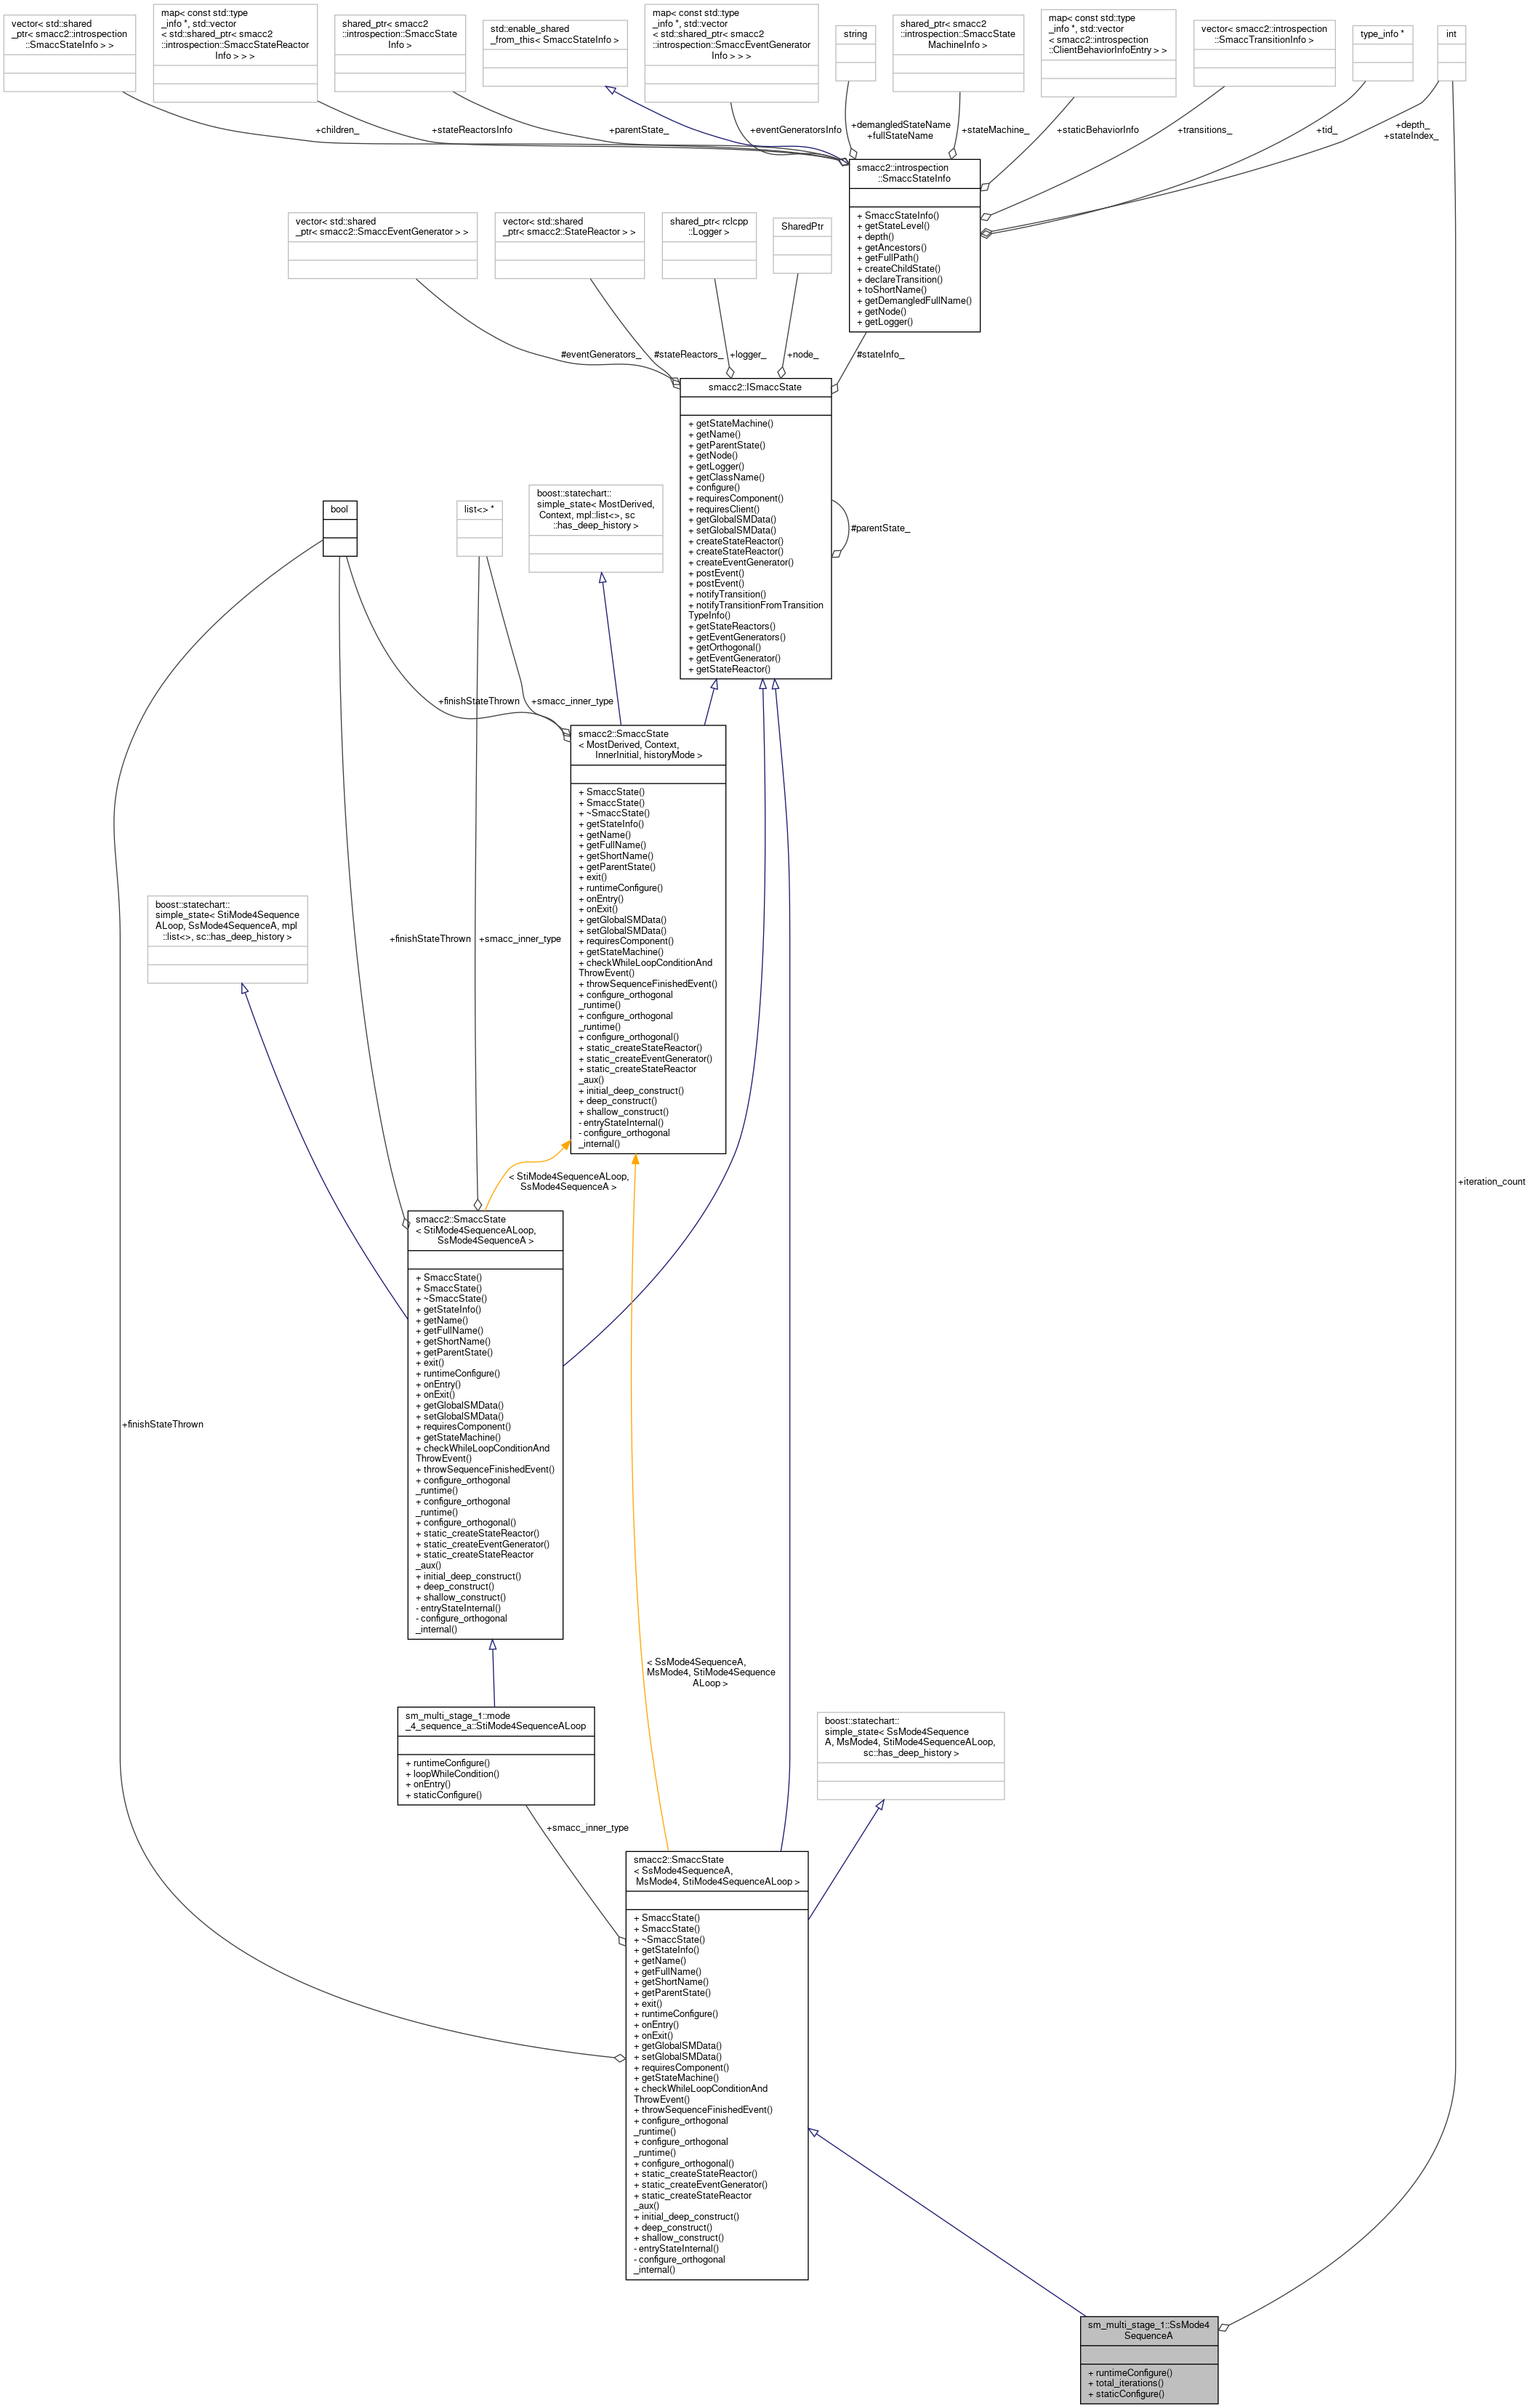 vector< std::shared
_ptr< smacc2::introspection
::SmaccStateInfo > >
map< const std::type
_info *, std::vector
< std::shared_ptr< smacc2
::introspection::SmaccStateReactor
Info > > >
shared_ptr< smacc2
::introspection::SmaccState
Info >
std::enable_shared
_from_this< SmaccStateInfo >
map< const std::type
_info *, std::vector
< std::shared_ptr< smacc2
::introspection::SmaccEventGenerator
Info > > >
string
shared_ptr< smacc2
::introspection::SmaccState
MachineInfo >
map< const std::type
_info *, std::vector
< smacc2::introspection
::ClientBehaviorInfoEntry > >
vector< smacc2::introspection
::SmaccTransitionInfo >
type_info *
int
+children_
+stateReactorsInfo
+parentState_
+eventGeneratorsInfo
+demangledStateName
+fullStateName
+stateMachine_
+staticBehaviorInfo
+transitions_
+tid_
+depth_
+stateIndex_
smacc2::introspection
::SmaccStateInfo
+ SmaccStateInfo()
+ getStateLevel()
+ depth()
+ getAncestors()
+ getFullPath()
+ createChildState()
+ declareTransition()
+ toShortName()
+ getDemangledFullName()
+ getNode()
+ getLogger()
vector< std::shared
_ptr< smacc2::SmaccEventGenerator > >
vector< std::shared
_ptr< smacc2::StateReactor > >
shared_ptr< rclcpp
::Logger >
SharedPtr
#eventGenerators_
#stateReactors_
+logger_
+node_
#stateInfo_
smacc2::ISmaccState
+ getStateMachine()
+ getName()
+ getParentState()
+ getNode()
+ getLogger()
+ getClassName()
+ configure()
+ requiresComponent()
+ requiresClient()
+ getGlobalSMData()
+ setGlobalSMData()
+ createStateReactor()
+ createStateReactor()
+ createEventGenerator()
+ postEvent()
+ postEvent()
+ notifyTransition()
+ notifyTransitionFromTransition
TypeInfo()
+ getStateReactors()
+ getEventGenerators()
+ getOrthogonal()
+ getEventGenerator()
+ getStateReactor()
#parentState_
bool
list<> *
boost::statechart::
simple_state< MostDerived,
Context, mpl::list<>, sc
::has_deep_history >
+finishStateThrown
+smacc_inner_type
smacc2::SmaccState
< MostDerived, Context,
InnerInitial, historyMode >
+ SmaccState()
+ SmaccState()
+ ~SmaccState()
+ getStateInfo()
+ getName()
+ getFullName()
+ getShortName()
+ getParentState()
+ exit()
+ runtimeConfigure()
+ onEntry()
+ onExit()
+ getGlobalSMData()
+ setGlobalSMData()
+ requiresComponent()
+ getStateMachine()
+ checkWhileLoopConditionAnd
ThrowEvent()
+ throwSequenceFinishedEvent()
+ configure_orthogonal
_runtime()
+ configure_orthogonal
_runtime()
+ configure_orthogonal()
+ static_createStateReactor()
+ static_createEventGenerator()
+ static_createStateReactor
_aux()
+ initial_deep_construct()
+ deep_construct()
+ shallow_construct()
- entryStateInternal()
- configure_orthogonal
_internal()
boost::statechart::
simple_state< StiMode4Sequence
ALoop, SsMode4SequenceA, mpl
::list<>, sc::has_deep_history >
+finishStateThrown
+smacc_inner_type
< StiMode4SequenceALoop,
SsMode4SequenceA >
+iteration_count
smacc2::SmaccState
< StiMode4SequenceALoop,
SsMode4SequenceA >
+ SmaccState()
+ SmaccState()
+ ~SmaccState()
+ getStateInfo()
+ getName()
+ getFullName()
+ getShortName()
+ getParentState()
+ exit()
+ runtimeConfigure()
+ onEntry()
+ onExit()
+ getGlobalSMData()
+ setGlobalSMData()
+ requiresComponent()
+ getStateMachine()
+ checkWhileLoopConditionAnd
ThrowEvent()
+ throwSequenceFinishedEvent()
+ configure_orthogonal
_runtime()
+ configure_orthogonal
_runtime()
+ configure_orthogonal()
+ static_createStateReactor()
+ static_createEventGenerator()
+ static_createStateReactor
_aux()
+ initial_deep_construct()
+ deep_construct()
+ shallow_construct()
- entryStateInternal()
- configure_orthogonal
_internal()
+finishStateThrown
< SsMode4SequenceA,
MsMode4, StiMode4Sequence
ALoop >
sm_multi_stage_1::mode
_4_sequence_a::StiMode4SequenceALoop
+ runtimeConfigure()
+ loopWhileCondition()
+ onEntry()
+ staticConfigure()
boost::statechart::
simple_state< SsMode4Sequence
A, MsMode4, StiMode4SequenceALoop,
sc::has_deep_history >
+smacc_inner_type
smacc2::SmaccState
< SsMode4SequenceA,
MsMode4, StiMode4SequenceALoop >
+ SmaccState()
+ SmaccState()
+ ~SmaccState()
+ getStateInfo()
+ getName()
+ getFullName()
+ getShortName()
+ getParentState()
+ exit()
+ runtimeConfigure()
+ onEntry()
+ onExit()
+ getGlobalSMData()
+ setGlobalSMData()
+ requiresComponent()
+ getStateMachine()
+ checkWhileLoopConditionAnd
ThrowEvent()
+ throwSequenceFinishedEvent()
+ configure_orthogonal
_runtime()
+ configure_orthogonal
_runtime()
+ configure_orthogonal()
+ static_createStateReactor()
+ static_createEventGenerator()
+ static_createStateReactor
_aux()
+ initial_deep_construct()
+ deep_construct()
+ shallow_construct()
- entryStateInternal()
- configure_orthogonal
_internal()
sm_multi_stage_1::SsMode4
SequenceA
+ runtimeConfigure()
+ total_iterations()
+ staticConfigure()